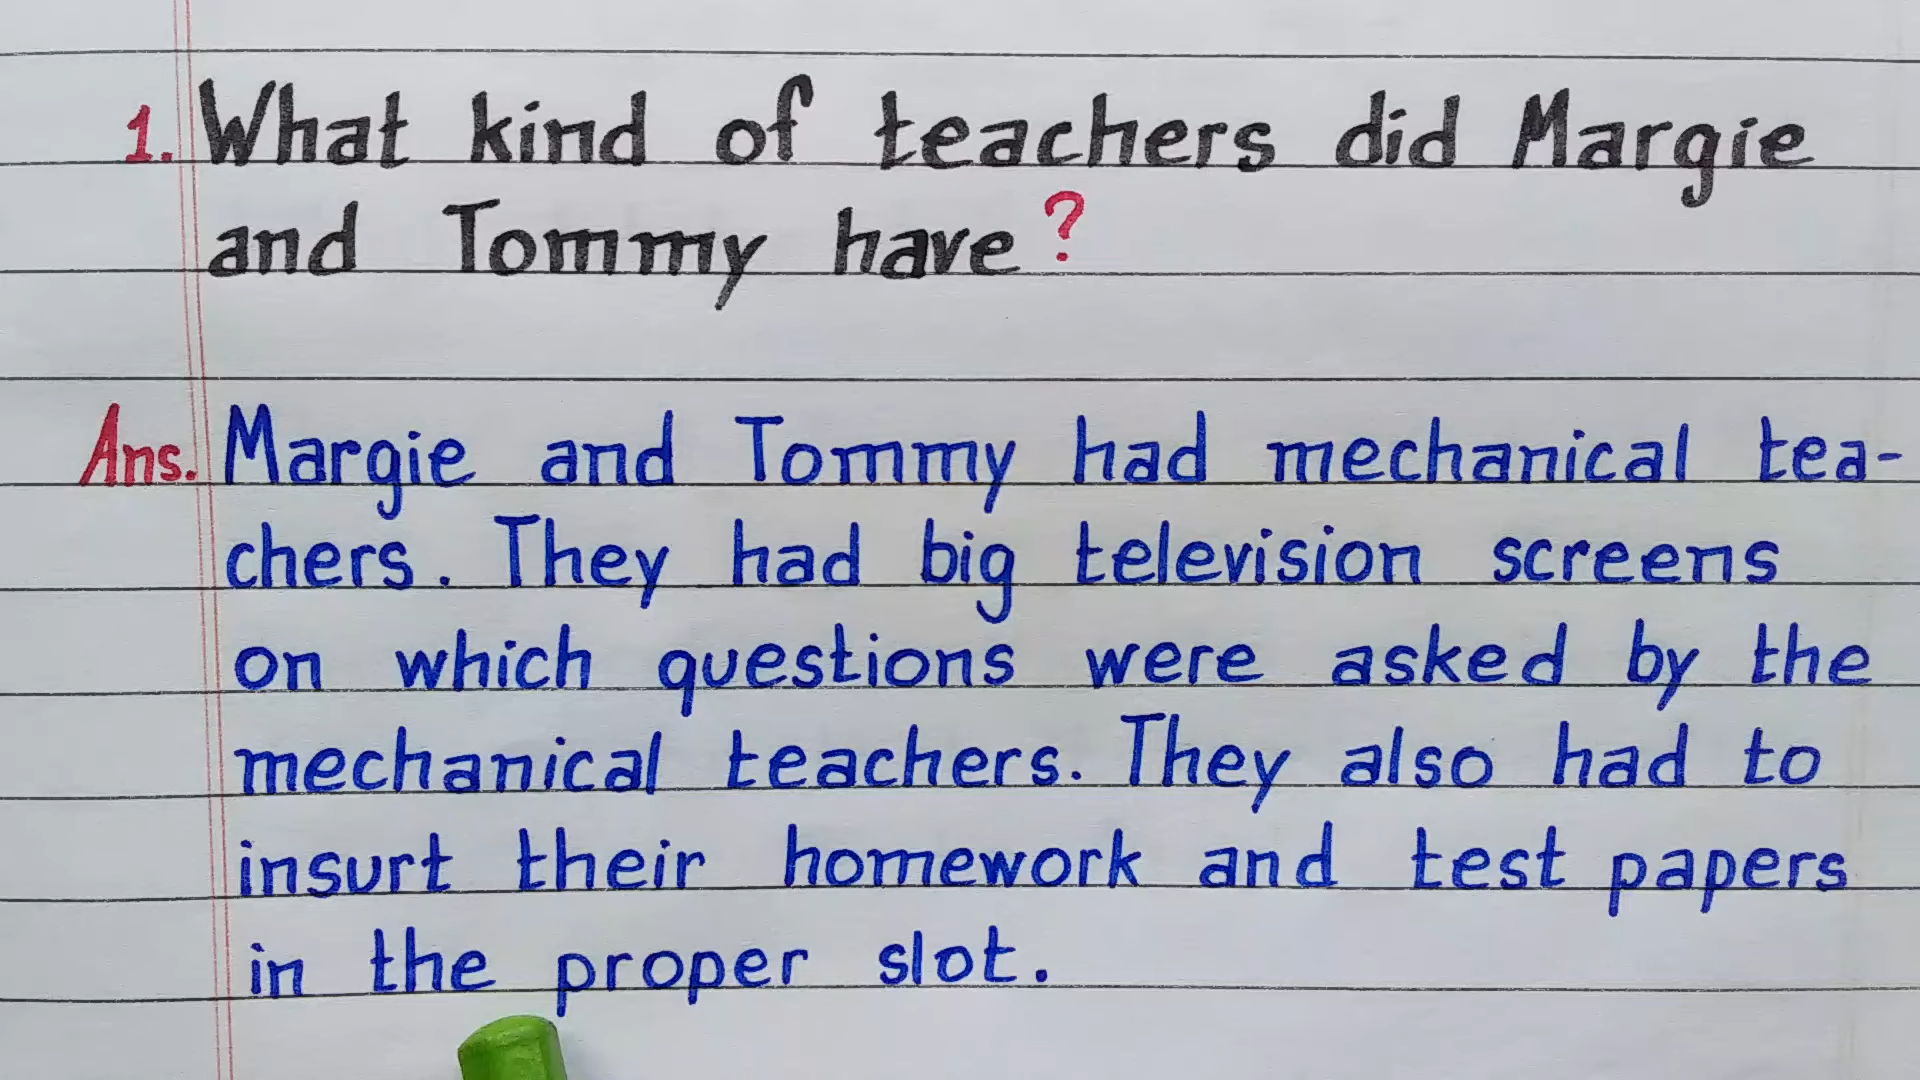 1. What kind of teachers did Margie
and Tommy have?
Ans. Margie and Tommy had mechanical tea-
chers. They had big television screens
on which questions were asked by the
mechanical teachers. They also had to
insurt their homework and test papers
in the proper slot.